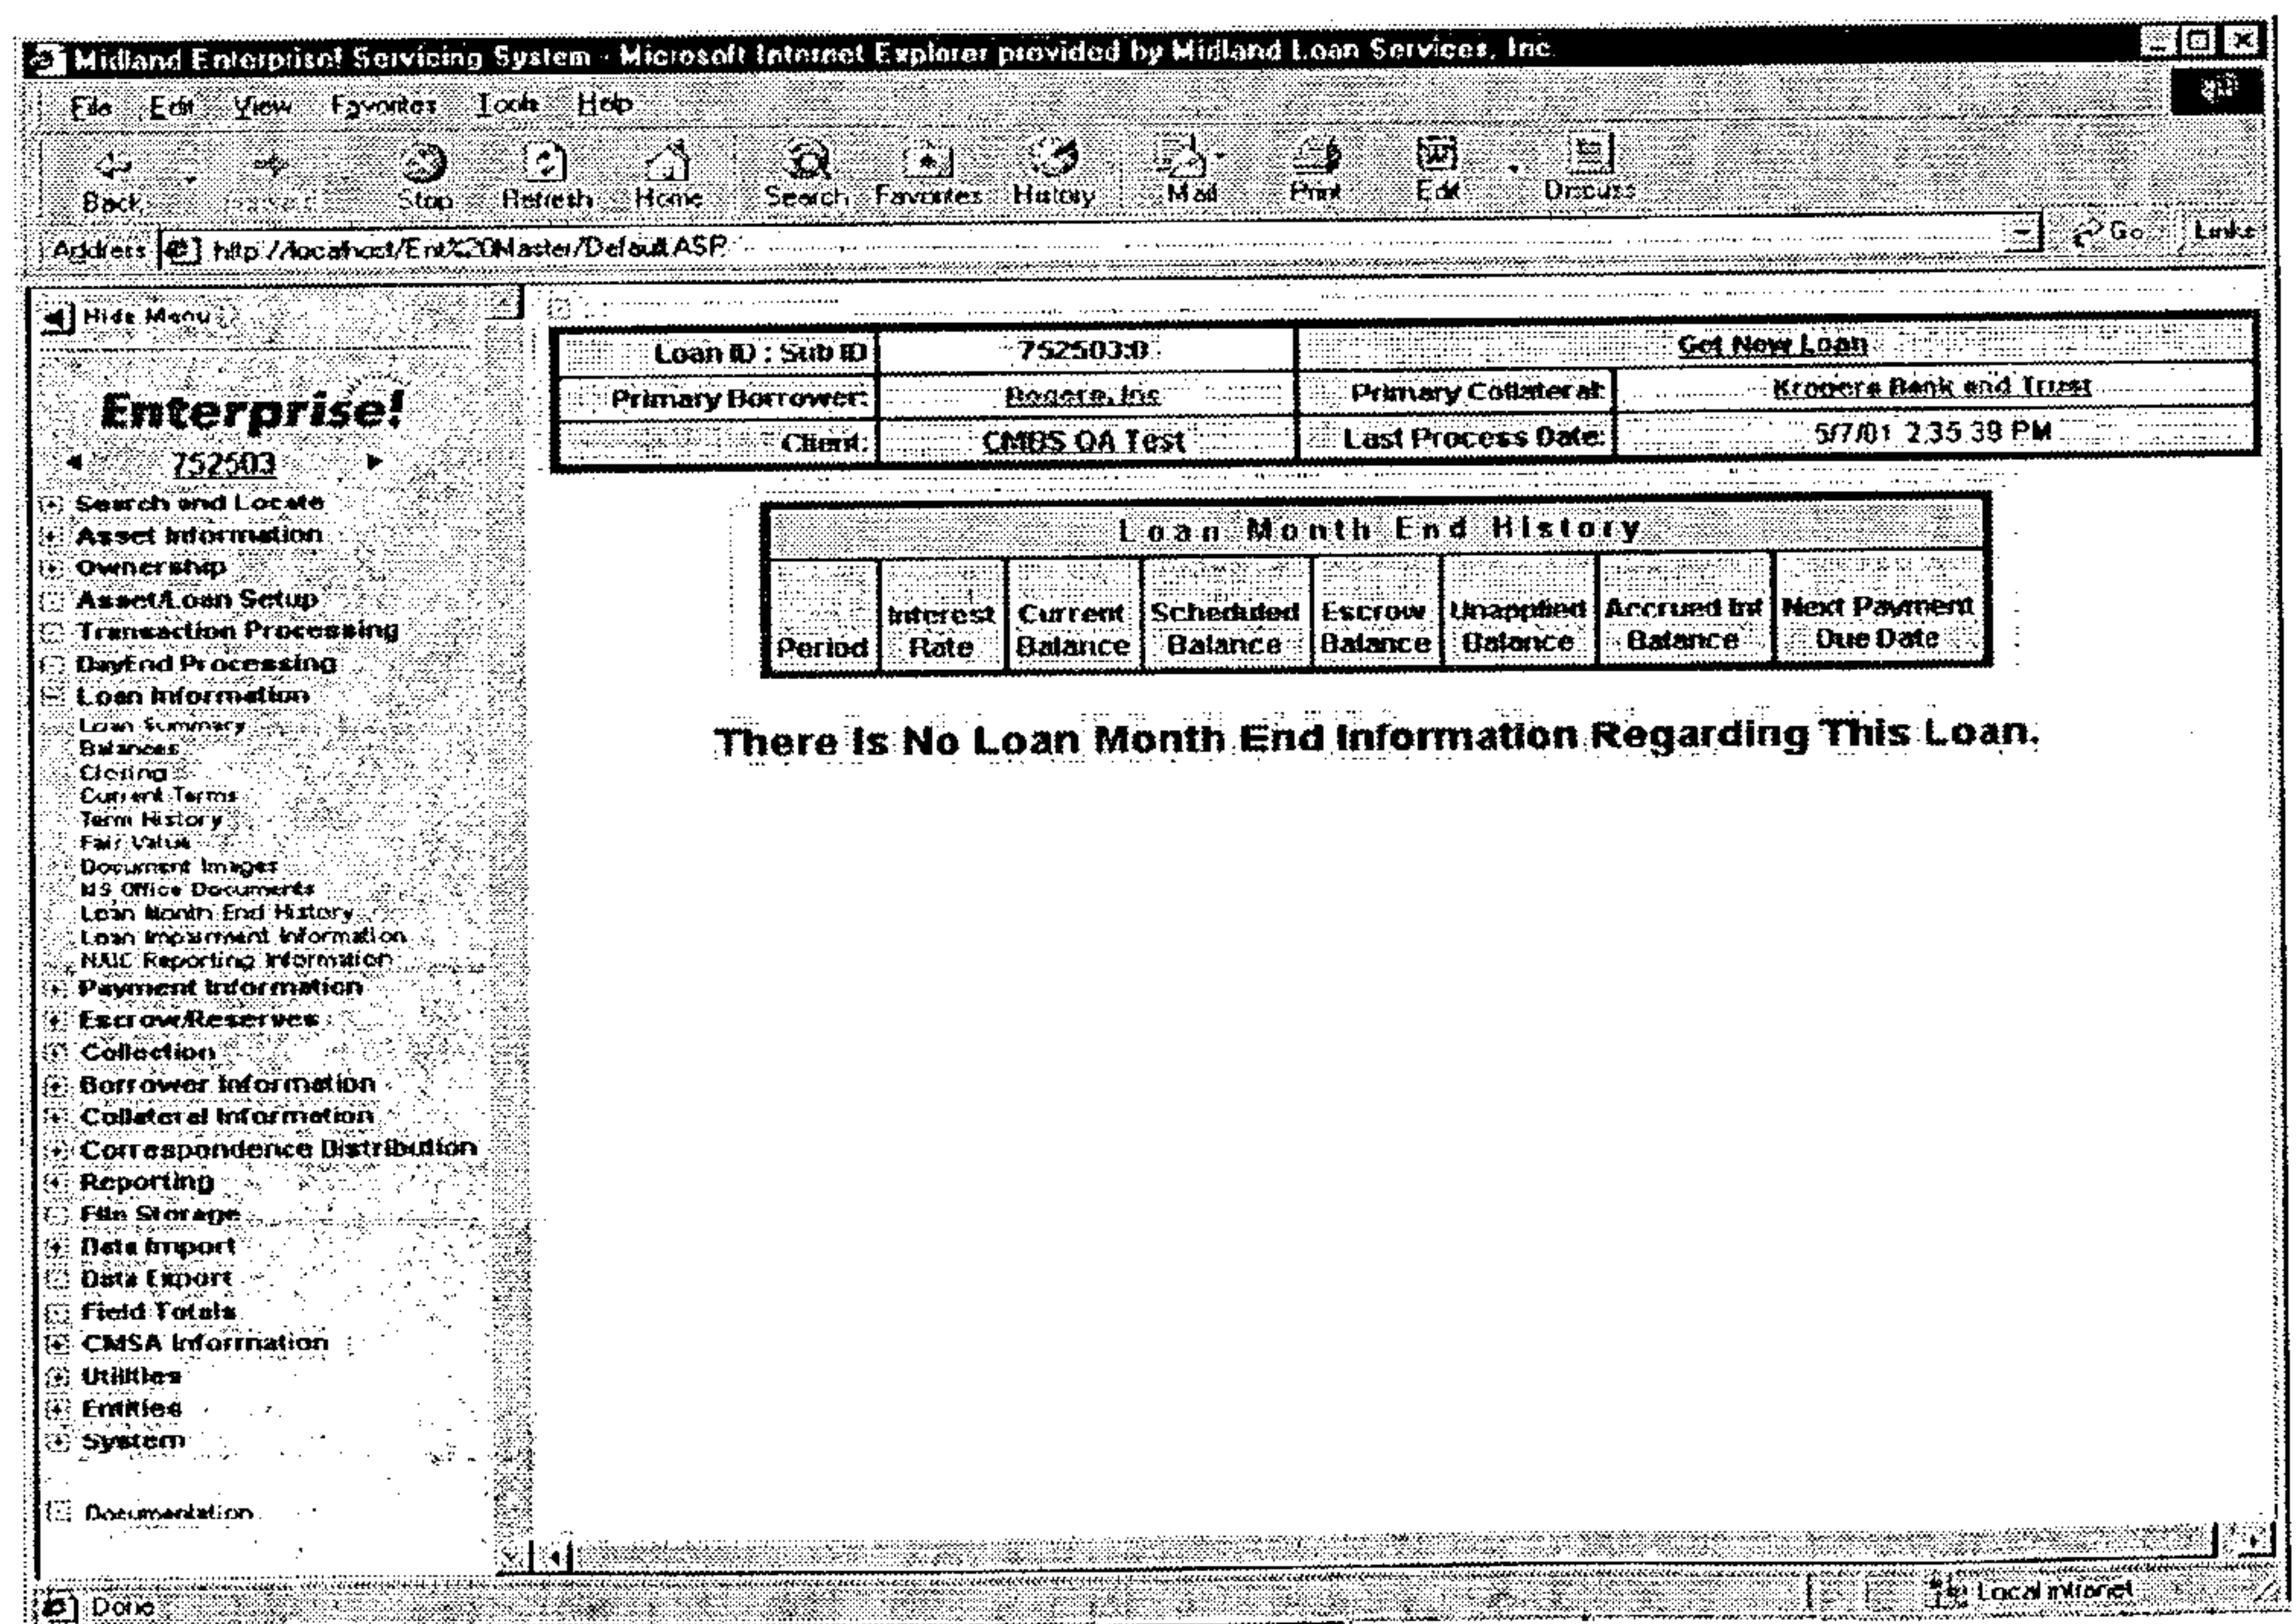 Midland Enterprise! Servicing System - Microsoft Internet Explorer provided by Midland Loan Services, Inc.
File Edit View Favorites Tools Help
Back Stop Refresh Home Search Favorites History Mail Print Edit Discuss
Address http://localhost/Ent%20Master/Default.ASP Go Links
Hide Menu
Enterprise!
752503
Search and Locate
Asset Information
Ownership
Asset/Loan Setup
Transaction Processing
DayEnd Processing
Loan Information
Loan Summary
Balances
Closing
Current Terms
Term History
Fair Value
Document Images
MS Office Documents
Loan Month End History
Loan Impairment Information
NAIC Reporting Information
Payment Information
Escrow/Reserves
Collection
Borrower Information
Collateral Information
Correspondence Distribution
Reporting
File Storage
Data Import
Data Export
Field Totals
CMSA Information
Utilities
Entities
System
Documentation
Loan ID : Sub ID 752503:0 Get New Loan
Primary Borrower: Rogers, Inc Primary Collateral: Krogers Bank and Trust
Client: CMBS QA Test Last Process Date: 5/7/01 2:35:39 PM
Loan Month End History
Period Interest Rate Current Balance Scheduled Balance Escrow Balance Unapplied Balance Accrued Int Balance Next Payment Due Date
There Is No Loan Month End Information Regarding This Loan.
Done Local intranet